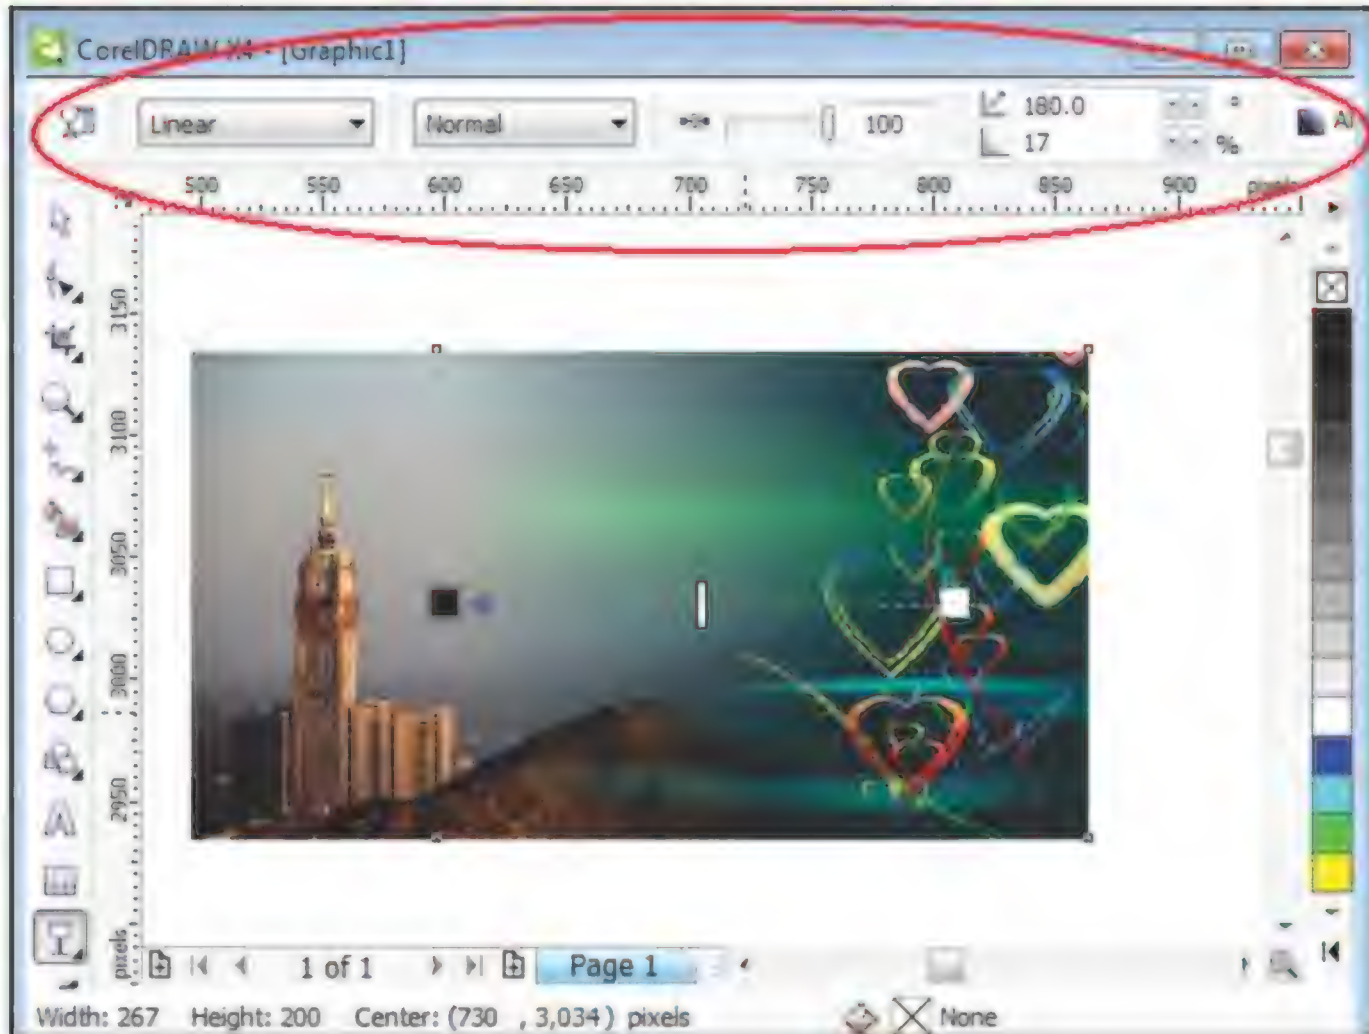 CorelDRAW X4 - [Graphic1]
Linear Normal 100 180.0 °
17 %
500 550 600 650 700 750 800 850 900 pixels
3150
3100
3050
3000
2950
pixels
1 of 1 Page 1
Width: 267 Height: 200 Center: (730 , 3,034 ) pixels None